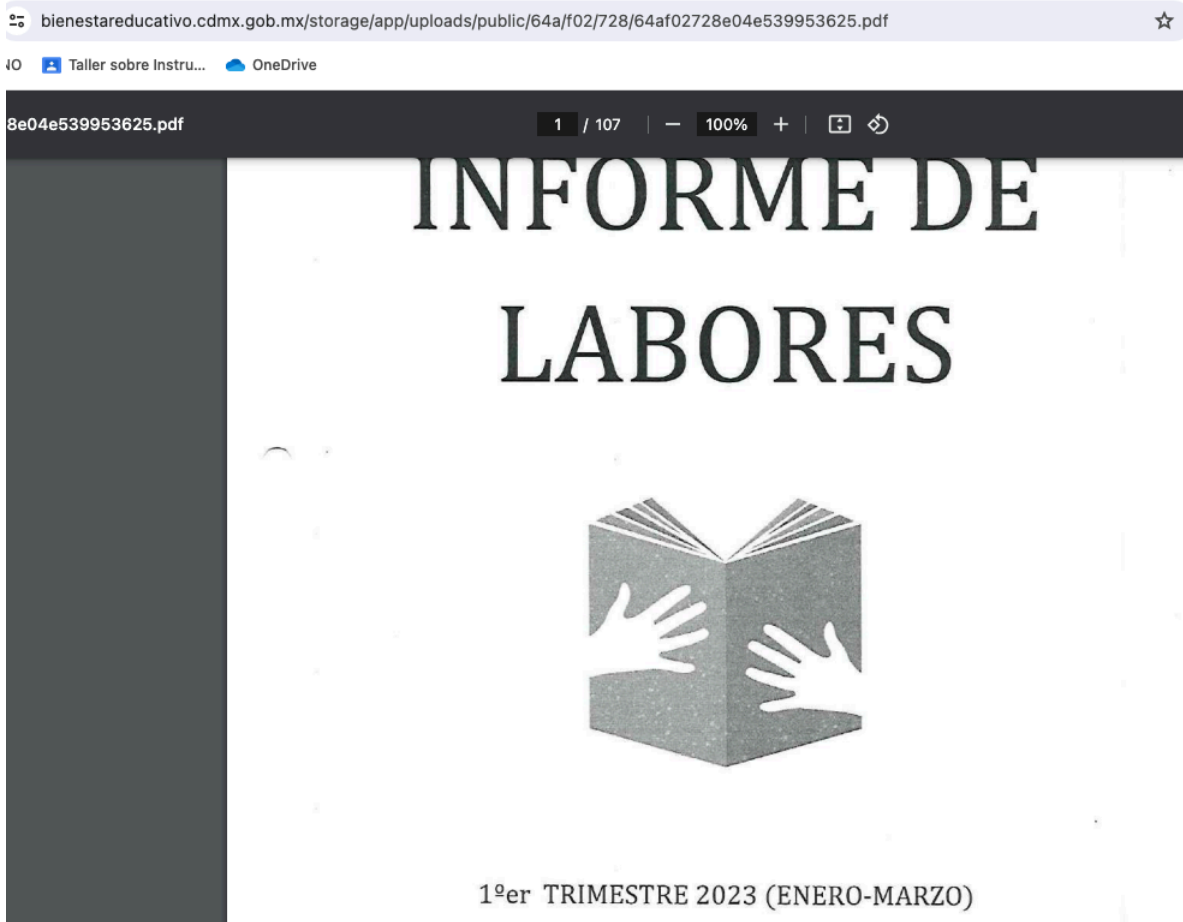 bienestareducativo.cdmx.gob.mx/storage/app/uploads/public/64a/f02/728/64af02728e04e539953625.pdf
Taller sobre Instru... OneDrive
8e04e539953625.pdf 1 / 107 — 100% +
INFORME DE
LABORES
1ºer TRIMESTRE 2023 (ENERO-MARZO)